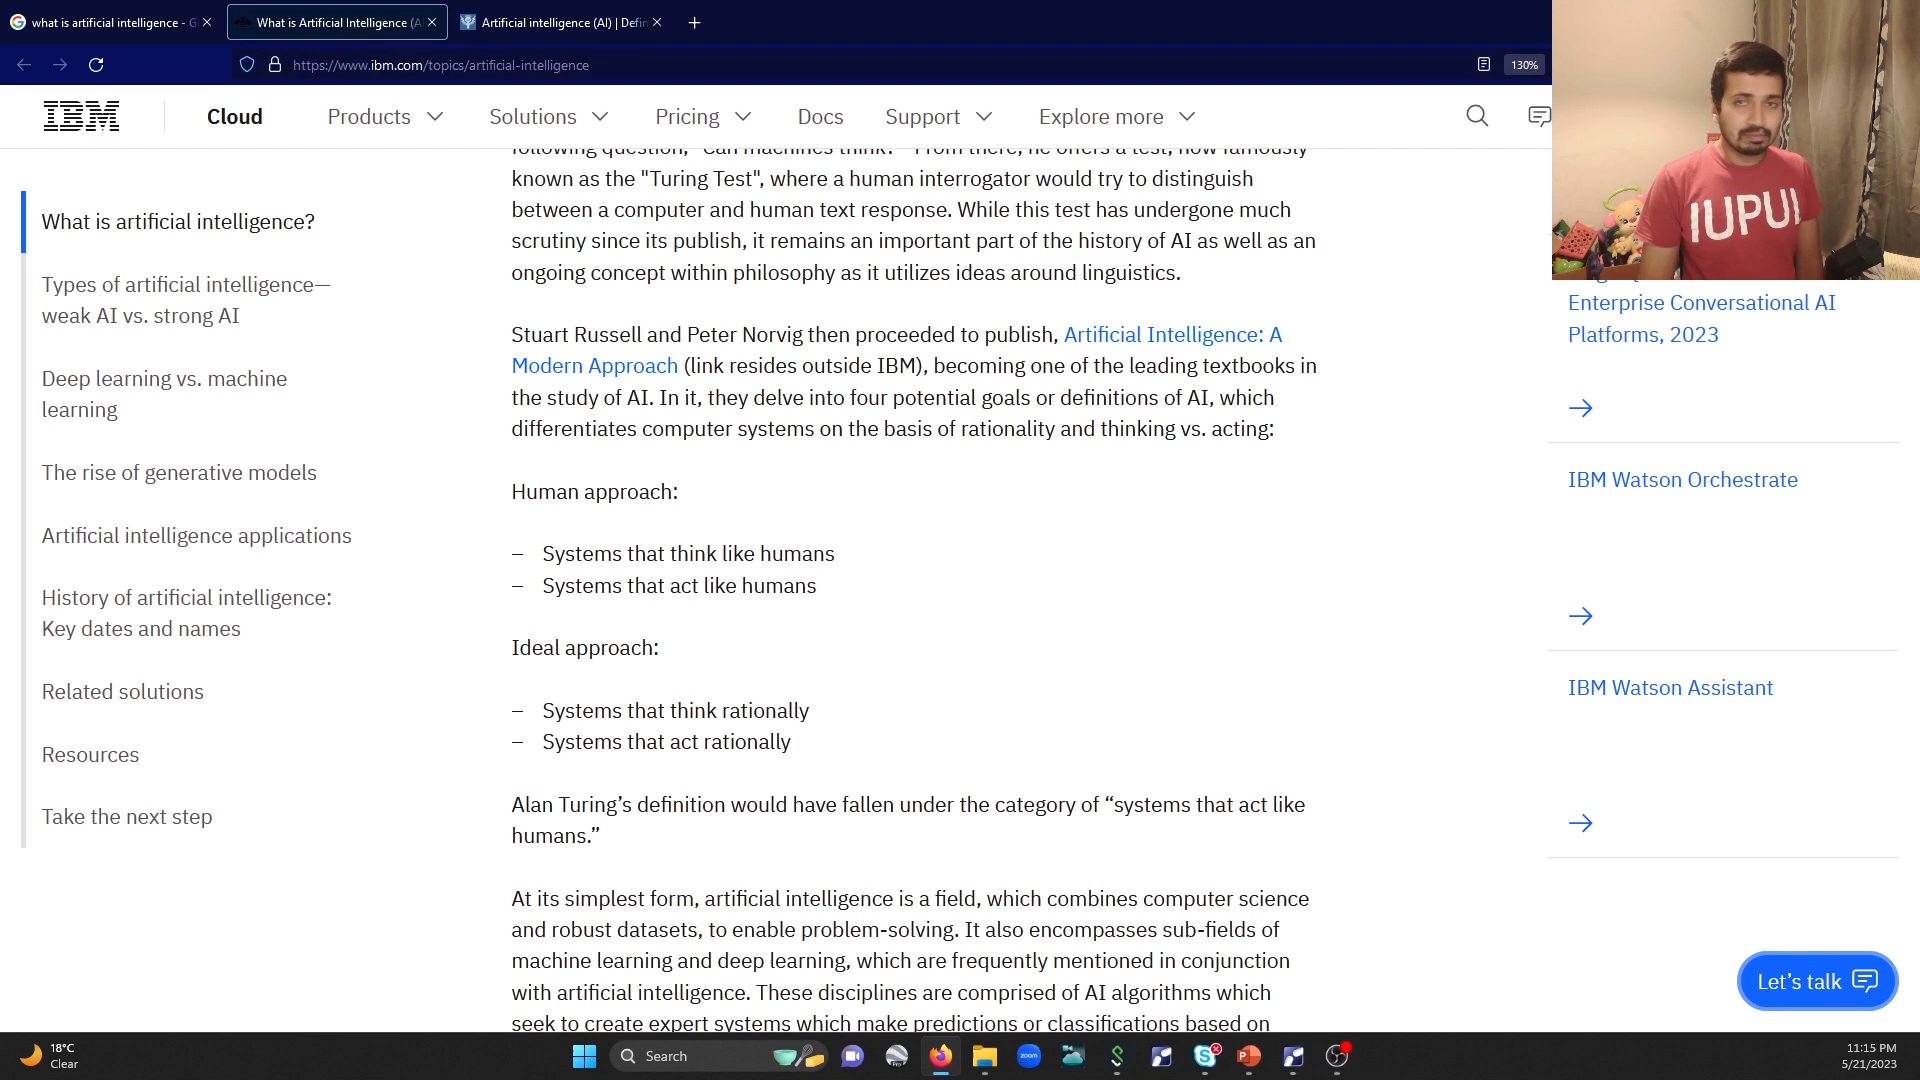 what is artificial intelligence - G
What is Artificial Intelligence (A
Artificial intelligence (AI) | Defin
https://www.ibm.com/topics/artificial-intelligence
130%
IBM
Cloud
Products
Solutions
Pricing
Docs
Support
Explore more
What is artificial intelligence?
Types of artificial intelligence—
weak AI vs. strong AI
Deep learning vs. machine
learning
The rise of generative models
Artificial intelligence applications
History of artificial intelligence:
Key dates and names
Related solutions
Resources
Take the next step
following question, "Can machines think?" From there, he offers a test, now famously
known as the "Turing Test", where a human interrogator would try to distinguish
between a computer and human text response. While this test has undergone much
scrutiny since its publish, it remains an important part of the history of AI as well as an
ongoing concept within philosophy as it utilizes ideas around linguistics.
Stuart Russell and Peter Norvig then proceeded to publish, Artificial Intelligence: A
Modern Approach (link resides outside IBM), becoming one of the leading textbooks in
the study of AI. In it, they delve into four potential goals or definitions of AI, which
differentiates computer systems on the basis of rationality and thinking vs. acting:
Human approach:
– Systems that think like humans
– Systems that act like humans
Ideal approach:
– Systems that think rationally
– Systems that act rationally
Alan Turing’s definition would have fallen under the category of “systems that act like
humans.”
At its simplest form, artificial intelligence is a field, which combines computer science
and robust datasets, to enable problem-solving. It also encompasses sub-fields of
machine learning and deep learning, which are frequently mentioned in conjunction
with artificial intelligence. These disciplines are comprised of AI algorithms which
seek to create expert systems which make predictions or classifications based on
IUPUI
Enterprise Conversational AI
Platforms, 2023
IBM Watson Orchestrate
IBM Watson Assistant
Let’s talk
18°C
Clear
Search
zoom
11:15 PM
5/21/2023